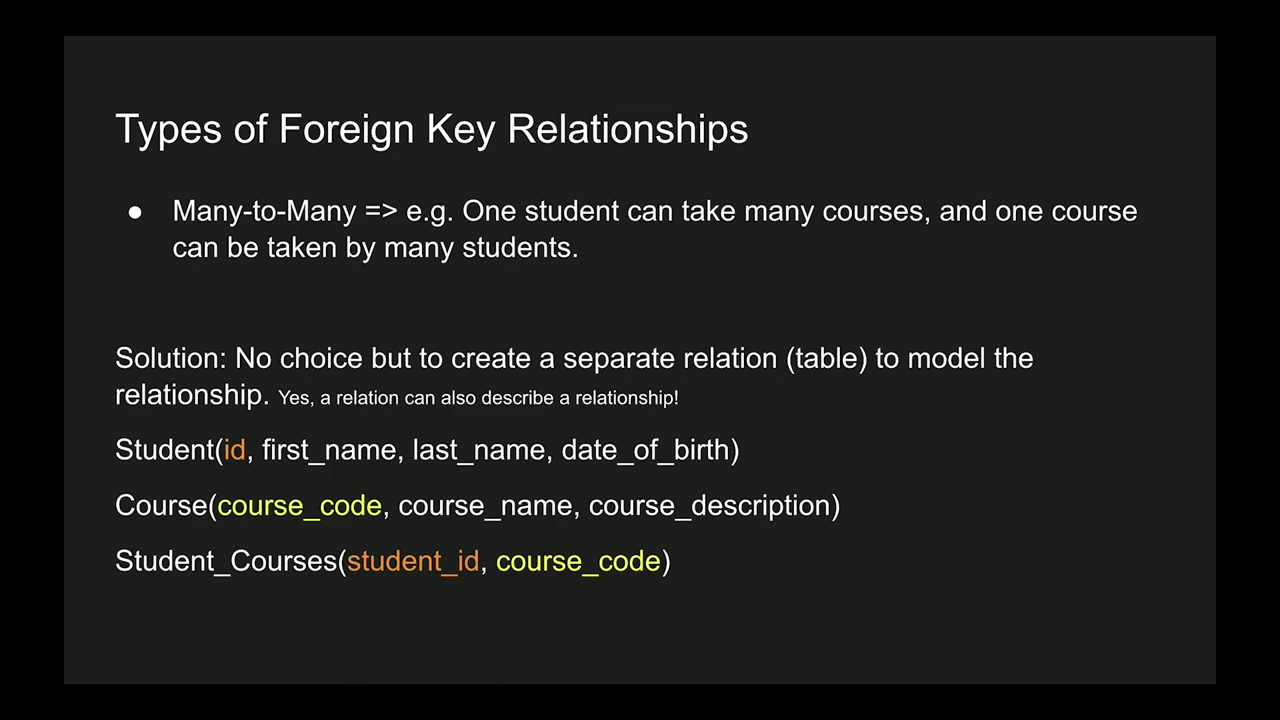 Types of Foreign Key Relationships
● Many-to-Many => e.g. One student can take many courses, and one course
can be taken by many students.
Solution: No choice but to create a separate relation (table) to model the
relationship. Yes, a relation can also describe a relationship!
Student(id, first_name, last_name, date_of_birth)
Course(course_code, course_name, course_description)
Student_Courses(student_id, course_code)